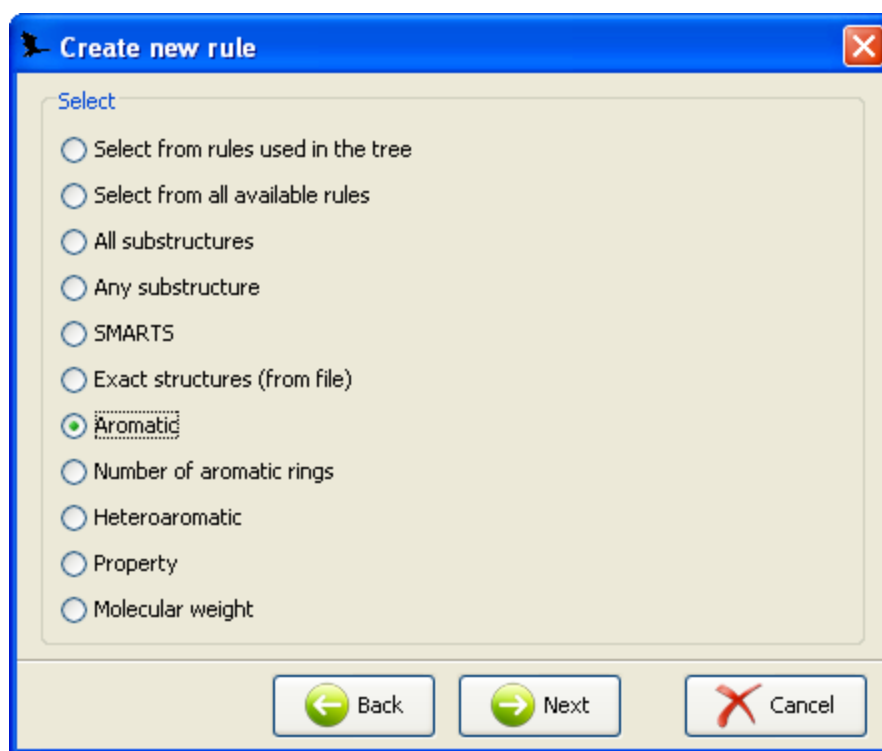 Create new rule
Select
Select from rules used in the tree
Select from all available rules
All substructures
Any substructure
SMARTS
Exact structures (from file)
Aromatic
Number of aromatic rings
Heteroaromatic
Property
Molecular weight
Back
Next
Cancel